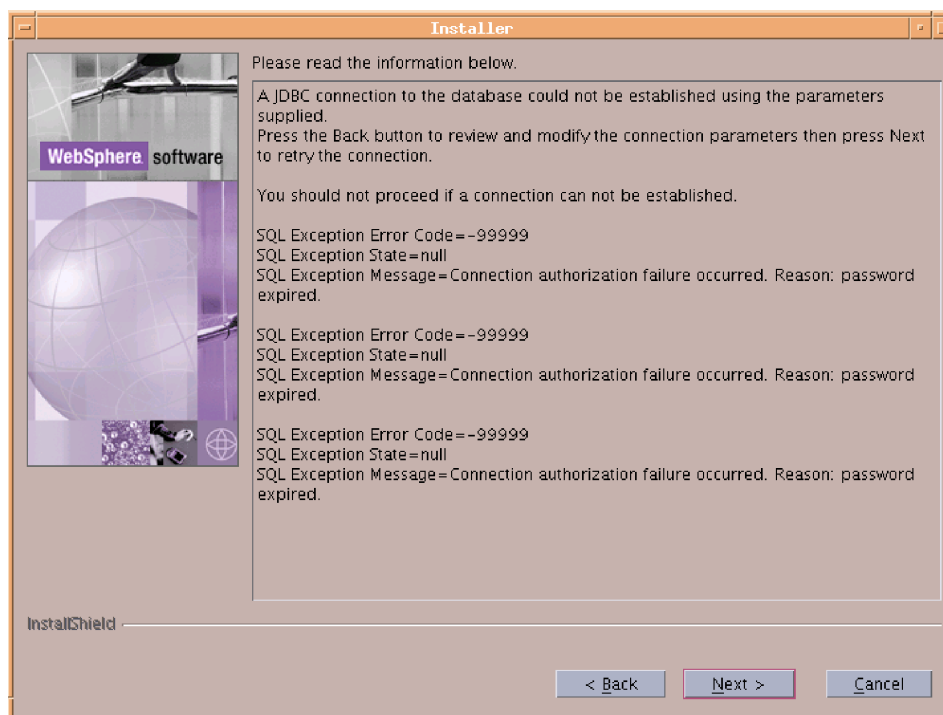 Installer
Please read the information below.
A JDBC connection to the database could not be established using the parameters
supplied.
Press the Back button to review and modify the connection parameters then press Next
to retry the connection.
You should not proceed if a connection can not be established.
SQL Exception Error Code=-99999
SQL Exception State=null
SQL Exception Message=Connection authorization failure occurred. Reason: password
expired.
SQL Exception Error Code=-99999
SQL Exception State=null
SQL Exception Message=Connection authorization failure occurred. Reason: password
expired.
SQL Exception Error Code=-99999
SQL Exception State=null
SQL Exception Message=Connection authorization failure occurred. Reason: password
expired.
WebSphere. software
InstallShield
< Back
Next >
Cancel